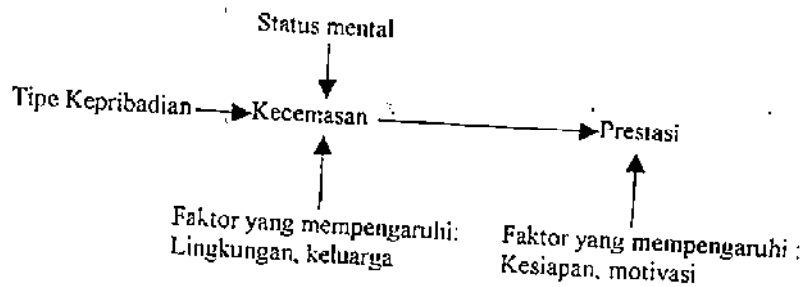 Status mental
Tipe Kepribadian Kecemasan Prestasi
Faktor yang mempengaruhi:
Lingkungan, keluarga
Faktor yang mempengaruhi :
Kesiapan, motivasi